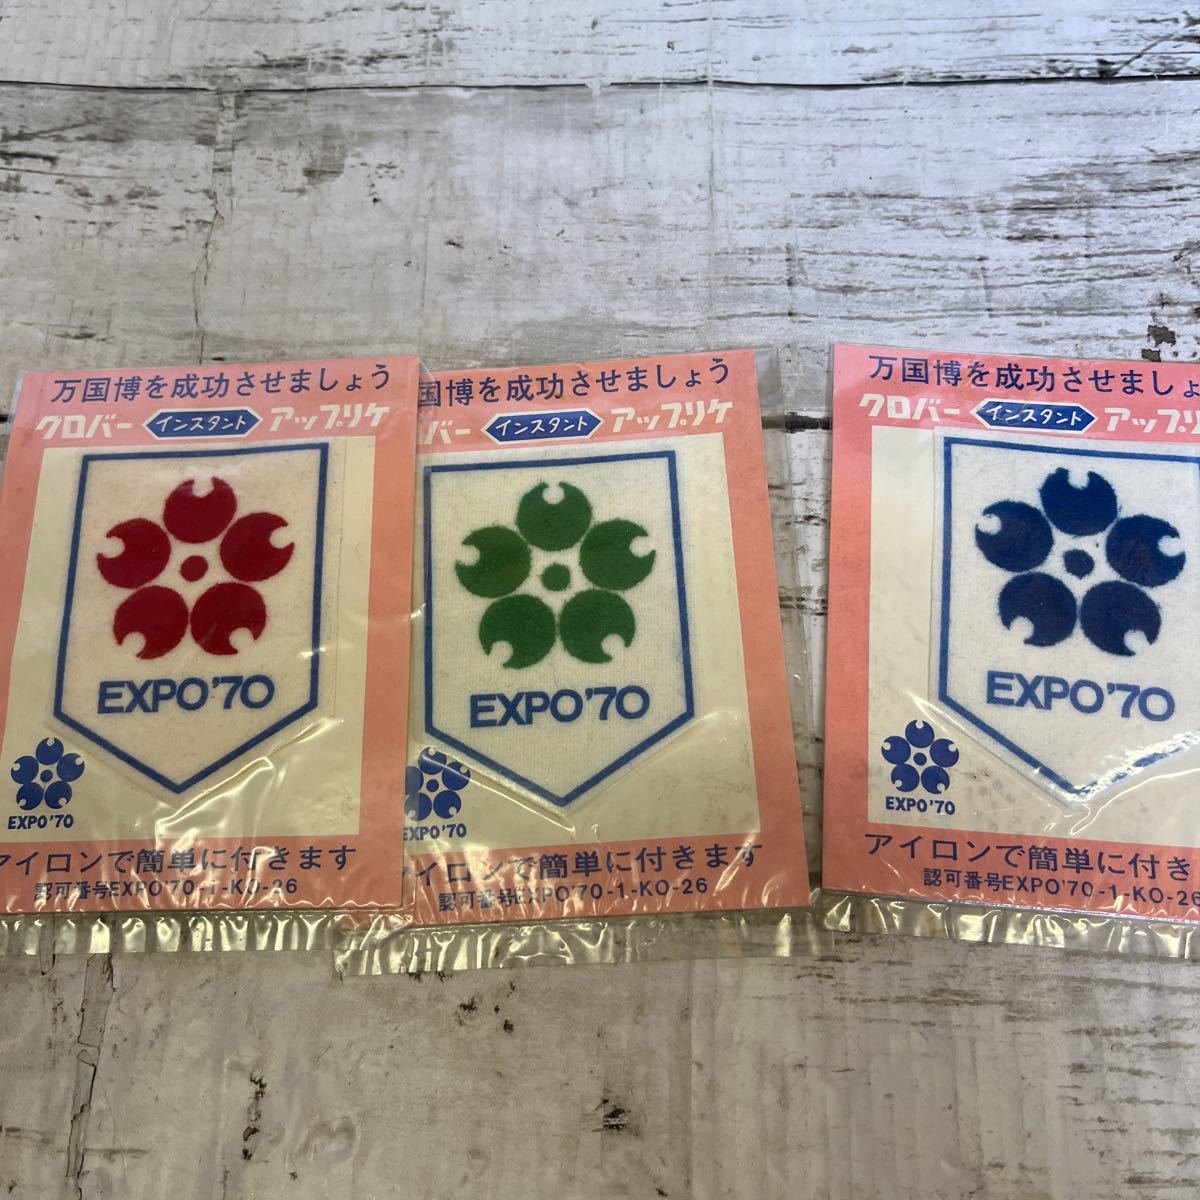 万国博を成功させましょう
クロバー インスタント アップリケ
EXPO'70
EXPO'70
アイロンで簡単に付きます
認可番号EXPO'70-1-KO-26
国博を成功させましょう
バー インスタント アップリケ
EXPO'70
EXPO'70
アイロンで簡単に付きます
認可番号EXPO'70-1-KO-26
万国博を成功させましょ
クロバー インスタント アップリ
EXPO'70
EXPO'70
アイロンで簡単に付き
認可番号EXPO'70-1-KO-26